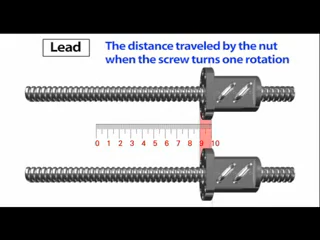 Lead
The distance traveled by the nut
when the screw turns one rotation
0 1 2 3 4 5 6 7 8 9 10